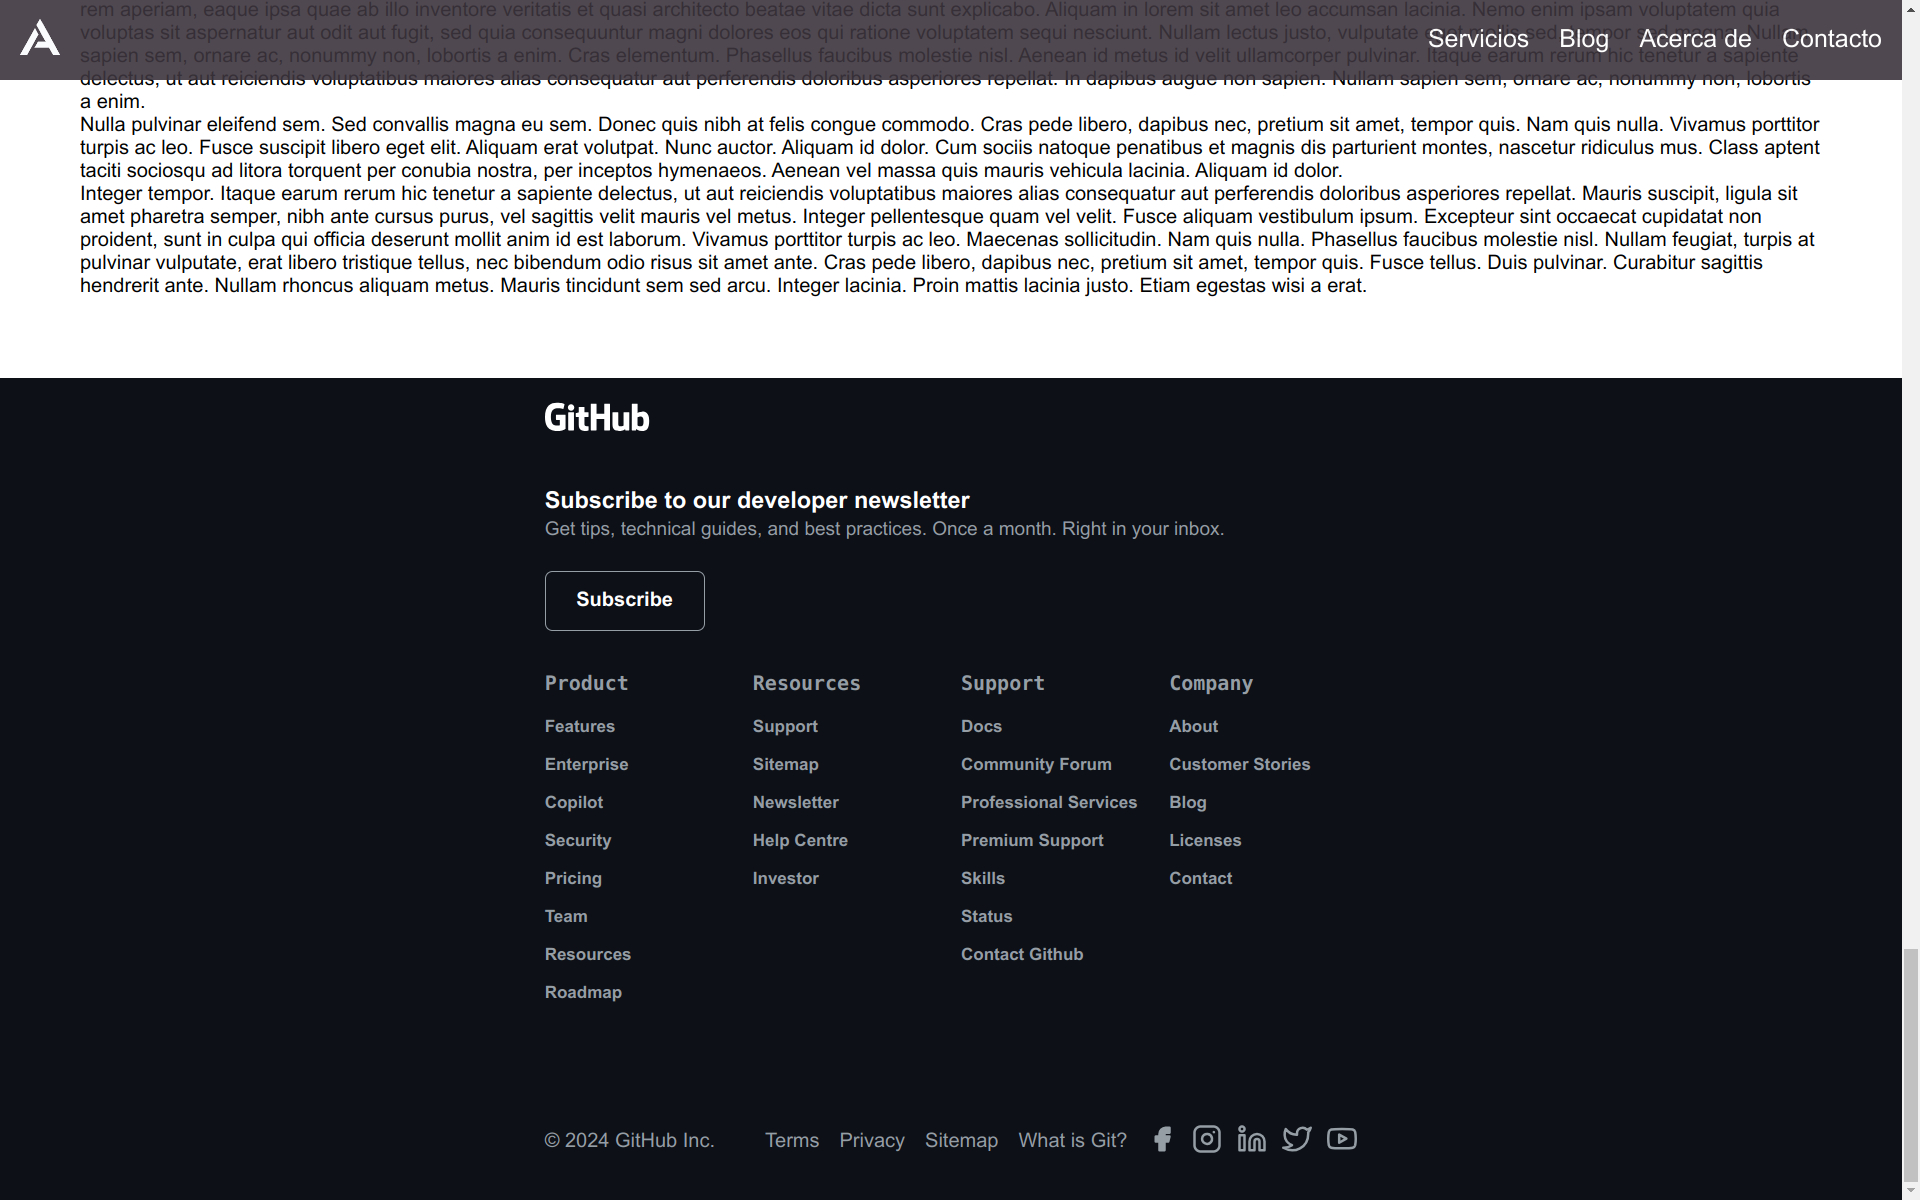 rem aperiam, eaque ipsa quae ab illo inventore veritatis et quasi architecto beatae vitae dicta sunt explicabo. Aliquam in lorem sit amet leo accumsan lacinia. Nemo enim ipsam voluptatem quia
voluptas sit aspernatur aut odit aut fugit, sed quia consequuntur magni dolores eos qui ratione voluptatem sequi nesciunt. Nullam lectus justo, vulputate
sapien sem, ornare ac, nonummy non, lobortis a enim. Cras elementum. Phasellus faucibus molestie nisl. Aenean id metus id velit ullamcorper pulvinar. Itaque earum rerum hic tenetur a sapiente
Servicios Blog Acerca de Contacto
delectus, ut aut reiciendis voluptatibus maiores alias consequatur aut perferendis doloribus asperiores repellat. In dapibus augue non sapien. Nullam sapien sem, ornare ac, nonummy non, lobortis
a enim.
Nulla pulvinar eleifend sem. Sed convallis magna eu sem. Donec quis nibh at felis congue commodo. Cras pede libero, dapibus nec, pretium sit amet, tempor quis. Nam quis nulla. Vivamus porttitor
turpis ac leo. Fusce suscipit libero eget elit. Aliquam erat volutpat. Nunc auctor. Aliquam id dolor. Cum sociis natoque penatibus et magnis dis parturient montes, nascetur ridiculus mus. Class aptent
taciti sociosqu ad litora torquent per conubia nostra, per inceptos hymenaeos. Aenean vel massa quis mauris vehicula lacinia. Aliquam id dolor.
Integer tempor. Itaque earum rerum hic tenetur a sapiente delectus, ut aut reiciendis voluptatibus maiores alias consequatur aut perferendis doloribus asperiores repellat. Mauris suscipit, ligula sit
amet pharetra semper, nibh ante cursus purus, vel sagittis velit mauris vel metus. Integer pellentesque quam vel velit. Fusce aliquam vestibulum ipsum. Excepteur sint occaecat cupidatat non
proident, sunt in culpa qui officia deserunt mollit anim id est laborum. Vivamus porttitor turpis ac leo. Maecenas sollicitudin. Nam quis nulla. Phasellus faucibus molestie nisl. Nullam feugiat, turpis at
pulvinar vulputate, erat libero tristique tellus, nec bibendum odio risus sit amet ante. Cras pede libero, dapibus nec, pretium sit amet, tempor quis. Fusce tellus. Duis pulvinar. Curabitur sagittis
hendrerit ante. Nullam rhoncus aliquam metus. Mauris tincidunt sem sed arcu. Integer lacinia. Proin mattis lacinia justo. Etiam egestas wisi a erat.
GitHub
Subscribe to our developer newsletter
Get tips, technical guides, and best practices. Once a month. Right in your inbox.
Subscribe
Product
Features
Enterprise
Copilot
Security
Pricing
Team
Resources
Roadmap
Resources
Support
Sitemap
Newsletter
Help Centre
Investor
Support
Docs
Community Forum
Professional Services
Premium Support
Skills
Status
Contact Github
Company
About
Customer Stories
Blog
Licenses
Contact
© 2024 GitHub Inc. Terms Privacy Sitemap What is Git?